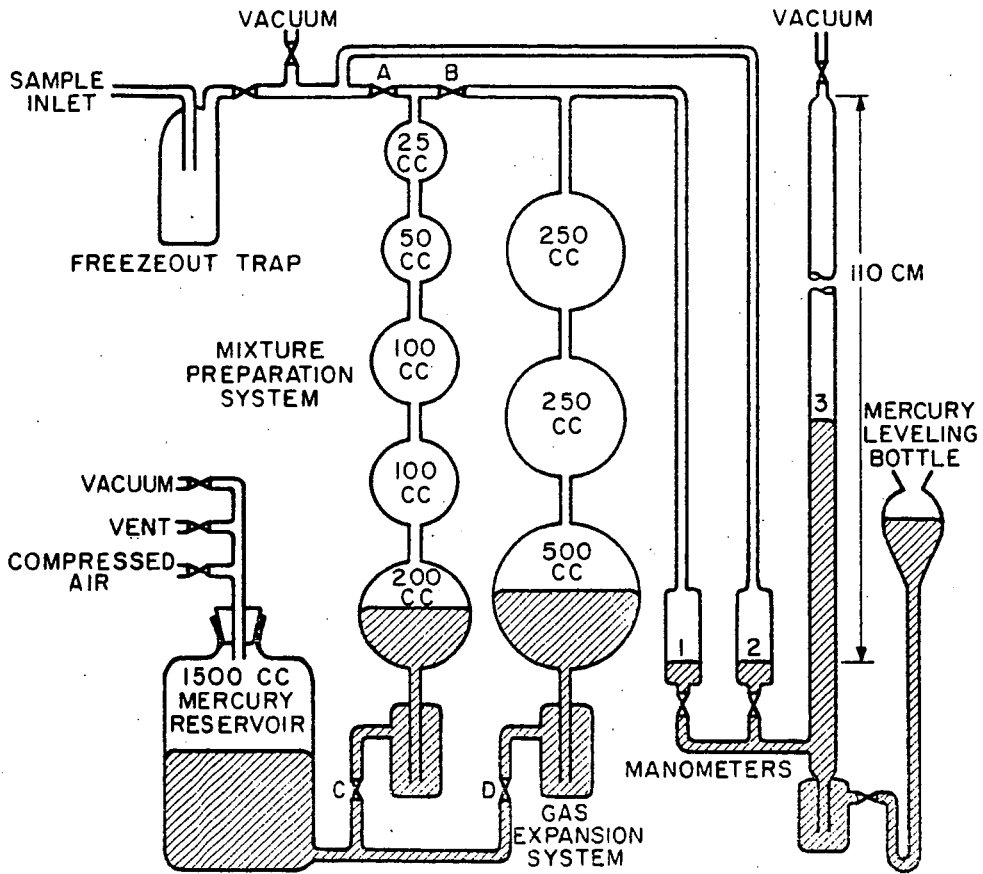 VACUUM
VACUUM
SAMPLE
INLET
A
B
25
CC
50
CC
250
CC
FREEZEOUT TRAP
110 CM
MIXTURE
PREPARATION
SYSTEM
100
CC
250
CC
3
MERCURY
LEVELING
BOTTLE
100
CC
VACUUM
VENT
COMPRESSED
AIR
200
CC
500
CC
1
2
1500 CC
MERCURY
RESERVOIR
MANOMETERS
C
D
GAS
EXPANSION
SYSTEM